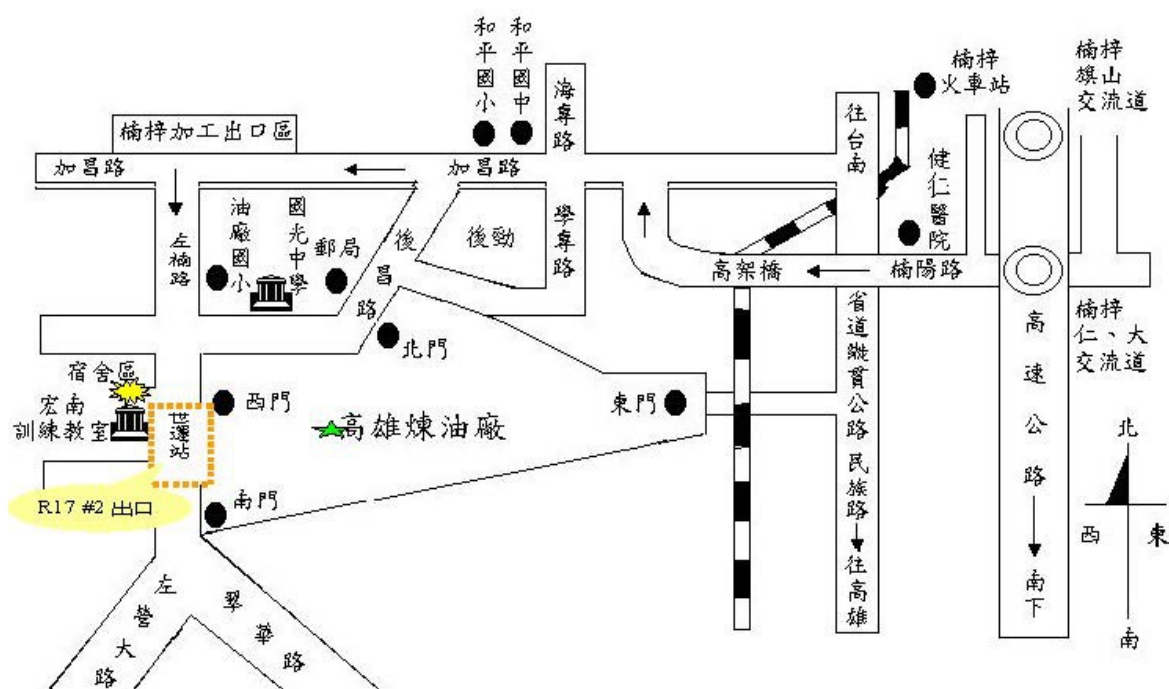 和平國小
和平國中
海專路
楠梓
火車站
楠梓
旗山
交流道
楠梓加工出口區
往台南
加昌路
加昌路
健仁醫院
左楠路
油廠國小
國光中學
郵局
後昌路
後勁
學專路
高架橋
楠陽路
北門
省道縱貫公路 民族路
往高雄
高速公路
南下
楠梓
仁、大
交流道
宿舍區
宏南
訓練教室
世運站
西門
高雄煉油廠
東門
R17 #2 出口
南門
北
西
東
南
左營大路
翠華路